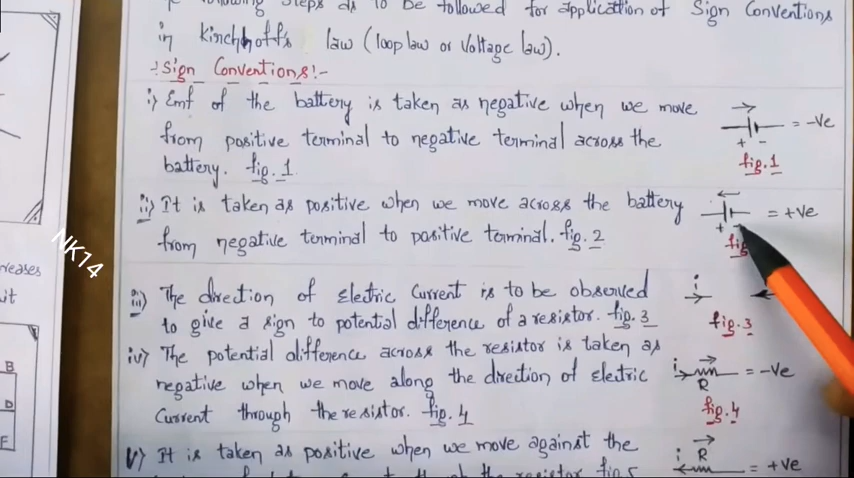 following steps as to be followed for application of Sign Conventions
in Kirchhoff's law (loop law or Voltage law).
Sign Conventions:-
i) Emf of the battery is taken as negative when we move
from positive terminal to negative terminal across the
battery. fig.1
+ - = -Ve
fig.1
ii) It is taken as positive when we move across the battery
from negative terminal to positive terminal. fig.2
+ - = +Ve
fig
iii) The direction of electric current is to be observed
to give a sign to potential difference of a resistor. fig.3
i
fig.3
iv) The potential difference across the resistor is taken as
negative when we move along the direction of electric
Current through the resistor. fig.4
i R = -Ve
fig.4
v) It is taken as positive when we move against the
the resistor fig5
i R = +Ve
NK14
reases
it
B
D
F